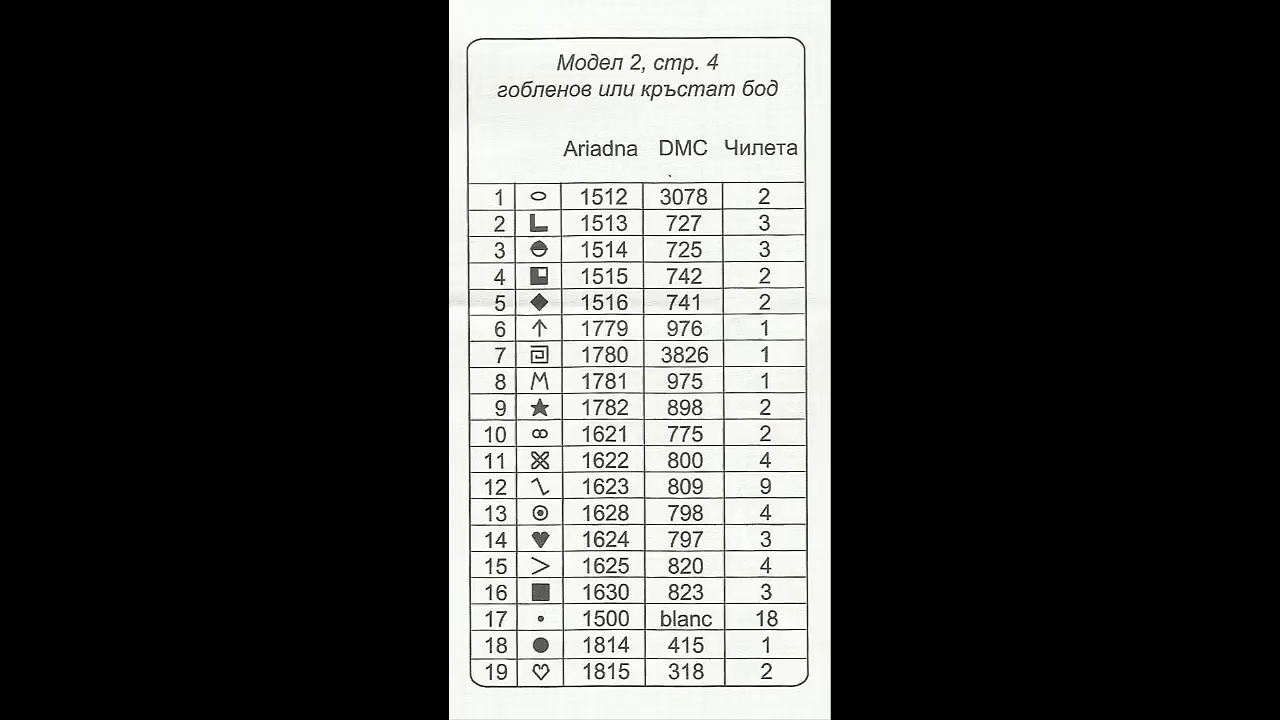 Модел 2, стр. 4
гобленов или кръстат бод
Ariadna DMC Чилета
1 1512 3078 2
2 1513 727 3
3 1514 725 3
4 1515 742 2
5 1516 741 2
6 1779 976 1
7 1780 3826 1
8 1781 975 1
9 1782 898 2
10 1621 775 2
11 1622 800 4
12 1623 809 9
13 1628 798 4
14 1624 797 3
15 1625 820 4
16 1630 823 3
17 1500 blanc 18
18 1814 415 1
19 1815 318 2